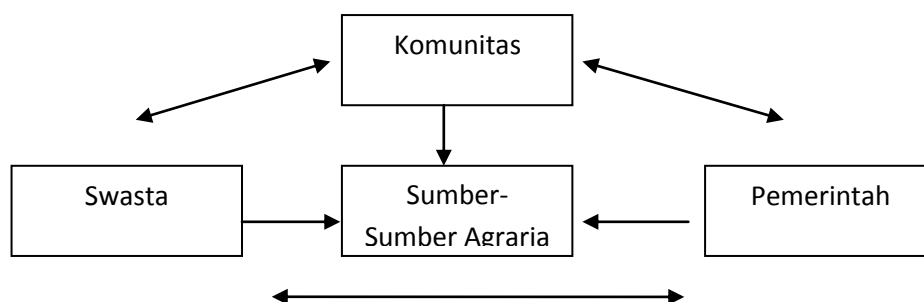 Komunitas
Swasta
Sumber-
Sumber Agraria
Pemerintah